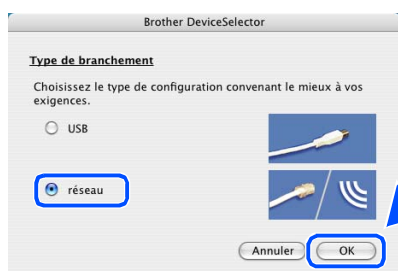 Brother DeviceSelector
Type de branchement
Choisissez le type de configuration convenant le mieux à vos
exigences.
USB
réseau
Annuler
OK